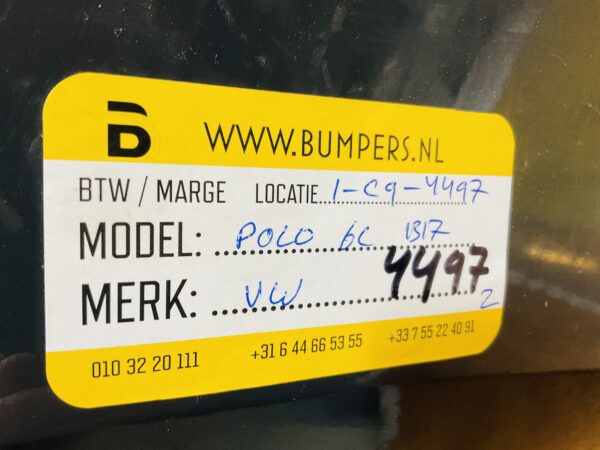 B WWW.BUMPERS.NL
BTW / MARGE LOCATIE 1-C9-4497
MODEL: POLO 6C 1317
MERK: VW 4497 2
010 32 20 111 +31 6 44 66 53 55 +33 7 55 22 40 91